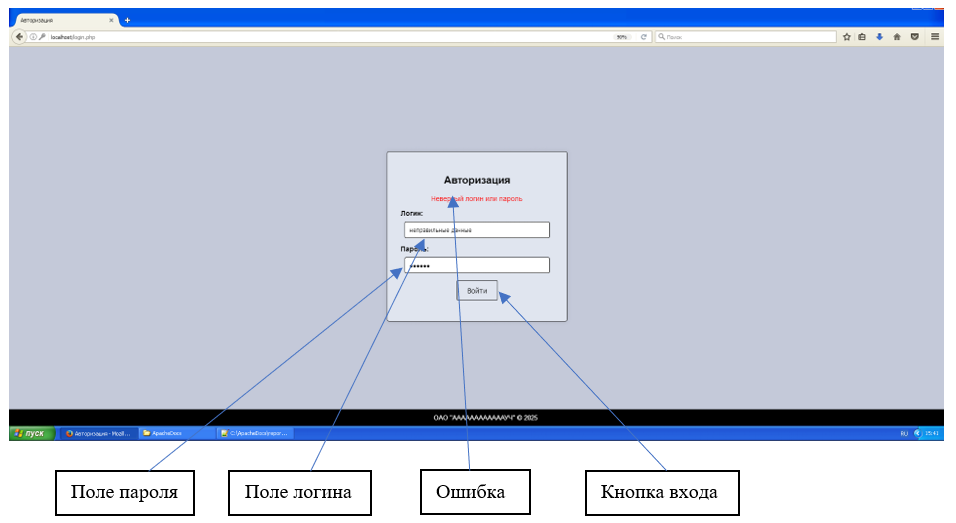 Авторизация
localhost/login.php
90%
Поиск
Авторизация
Неверный логин или пароль
Логин:
неправильные данные
Пароль:
••••••
Войти
ОАО "АААААААААААУЧ" © 2025
пуск
Авторизация - Mozil...
ApacheDocs
C:\ApacheDocs\repor...
RU
15:41
Поле пароля
Поле логина
Ошибка
Кнопка входа